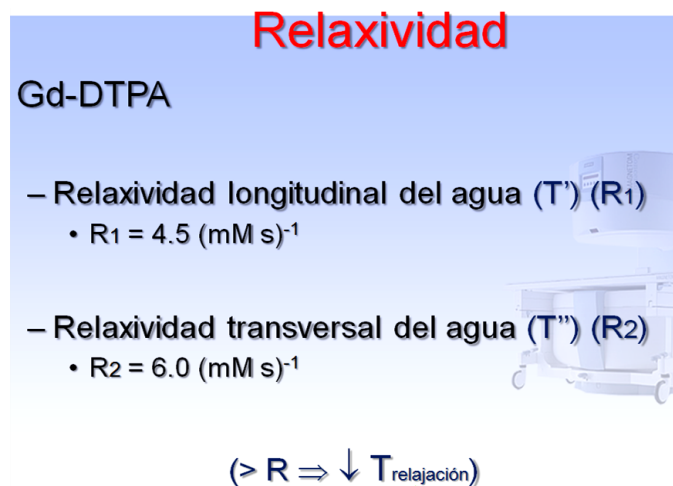 Relaxividad
Gd-DTPA
– Relaxividad longitudinal del agua (T’) (R1)
• R1 = 4.5 (mM s)-1
– Relaxividad transversal del agua (T’’) (R2)
• R2 = 6.0 (mM s)-1
(> R ⇒ ↓ Trelajación)